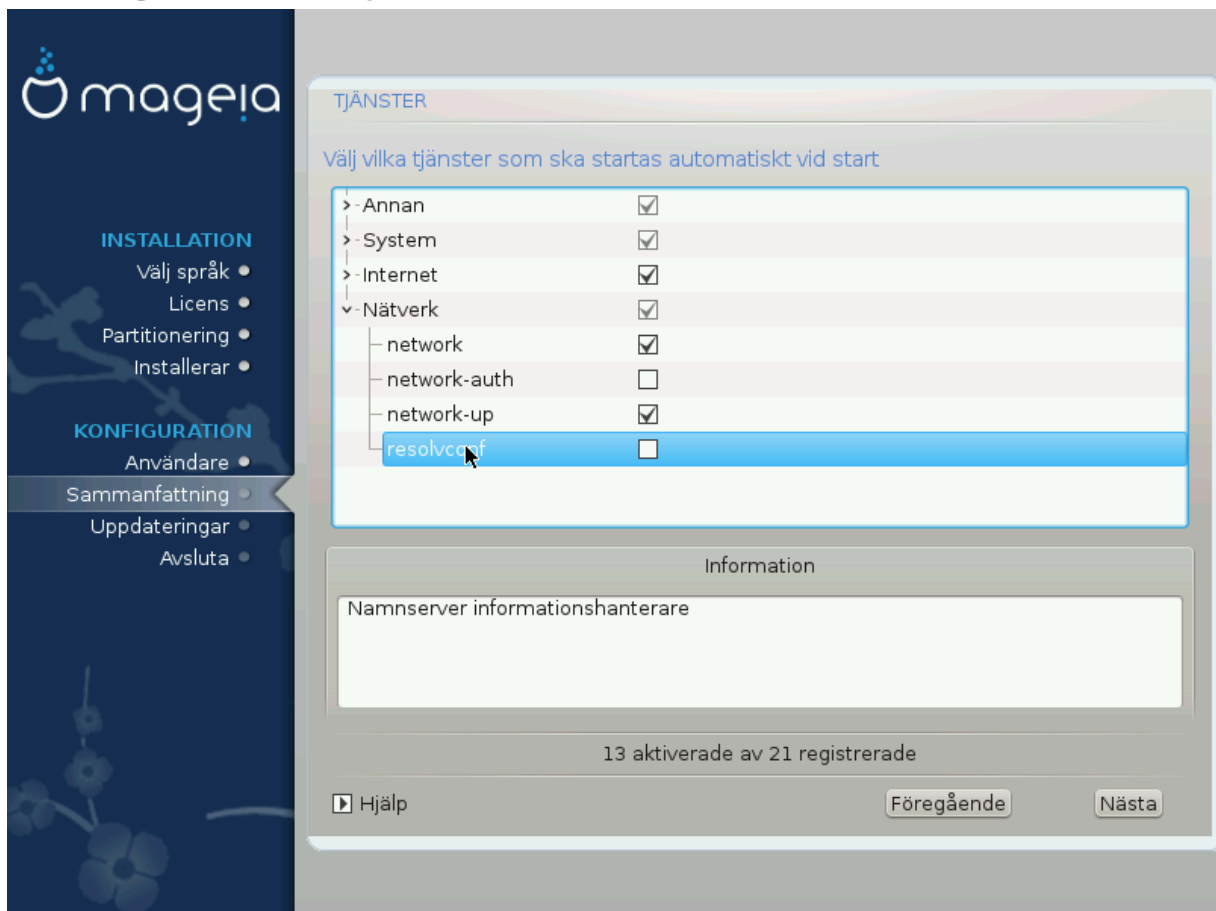 mageia
INSTALLATION
Välj språk
Licens
Partitionering
Installerar
KONFIGURATION
Användare
Sammanfattning
Uppdateringar
Avsluta
TJÄNSTER
Välj vilka tjänster som ska startas automatiskt vid start
Annan
System
Internet
Nätverk
network
network-auth
network-up
resolvconf
Information
Namnserver informationshanterare
13 aktiverade av 21 registrerade
Hjälp
Föregående
Nästa